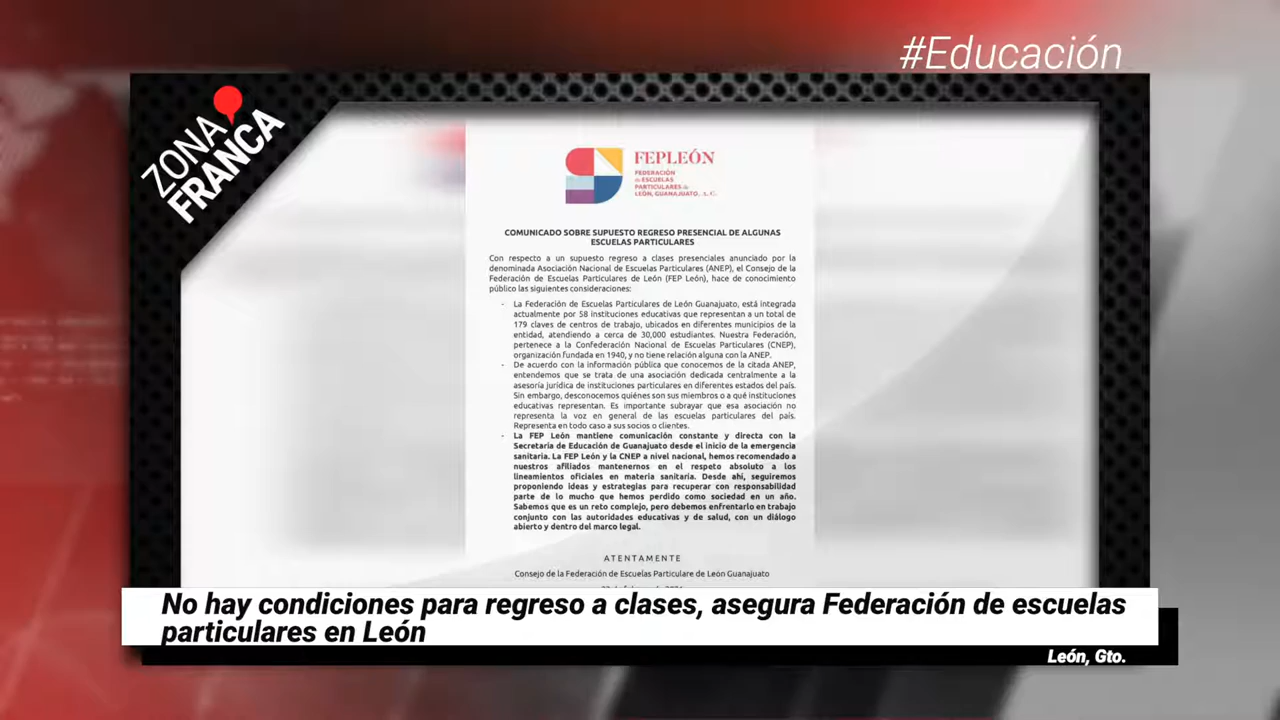 #Educación
ZONA
FRANCA
FEPLEÓN
FEDERACIÓN
de ESCUELAS
PARTICULARES de
LEÓN, GUANAJUATO, A. C.
COMUNICADO SOBRE SUPUESTO REGRESO PRESENCIAL DE ALGUNAS
ESCUELAS PARTICULARES
Con respecto a un supuesto regreso a clases presenciales anunciado por la
denominada Asociación Nacional de Escuelas Particulares (ANEP), el Consejo de la
Federación de Escuelas Particulares de León (FEP León), hace de conocimiento
público las siguientes consideraciones:
- La Federación de Escuelas Particulares de León Guanajuato, está integrada
actualmente por 58 instituciones educativas que representan a un total de
179 claves de centros de trabajo, ubicados en diferentes municipios de la
entidad, atendiendo a cerca de 30,000 estudiantes. Nuestra Federación,
pertenece a la Confederación Nacional de Escuelas Particulares (CNEP),
organización fundada en 1940, y no tiene relación alguna con la ANEP.
- De acuerdo con la información pública que conocemos de la citada ANEP,
entendemos que se trata de una asociación dedicada centralmente a la
asesoría jurídica de instituciones particulares en diferentes estados del país.
Sin embargo, desconocemos quiénes son sus miembros o a qué instituciones
educativas representan. Es importante subrayar que esa asociación no
representa la voz en general de las escuelas particulares del país.
Representa en todo caso a sus socios o clientes.
- La FEP León mantiene comunicación constante y directa con la
Secretaria de Educación de Guanajuato desde el inicio de la emergencia
sanitaria. La FEP León y la CNEP a nivel nacional, hemos recomendado a
nuestros afiliados mantenernos en el respeto absoluto a los
lineamientos oficiales en materia sanitaria. Desde ahí, seguiremos
proponiendo ideas y estrategias para recuperar con responsabilidad
parte de lo mucho que hemos perdido como sociedad en un año.
Sabemos que es un reto complejo, pero debemos enfrentarlo en trabajo
conjunto con las autoridades educativas y de salud, con un diálogo
abierto y dentro del marco legal.
ATENTAMENTE
Consejo de la Federación de Escuelas Particulare de León Guanajuato
No hay condiciones para regreso a clases, asegura Federación de escuelas
particulares en León
León, Gto.